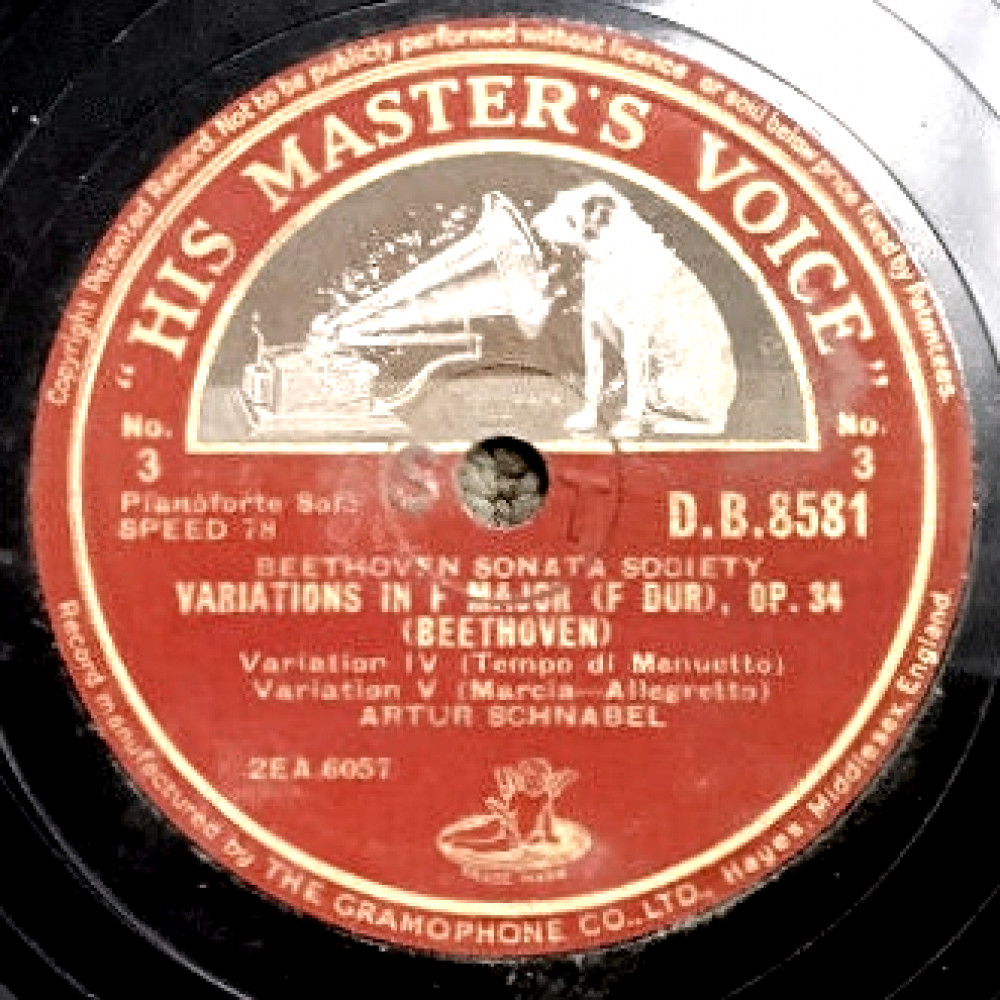 Copyright Patented Record. Not to be publicly performed without licence or sold below price fixed by Patentees.
"HIS MASTER'S VOICE"
No. 3
No. 3
Pianoforte Solo
SPEED 78
D.B.8581
BEETHOVEN SONATA SOCIETY
VARIATIONS IN F MAJOR (F DUR), OP. 34
(BEETHOVEN)
Variation IV (Tempo di Manuetto)
Variation V (Marcia—Allegretto)
ARTUR SCHNABEL
2EA.6057
TRADE MARK
Record manufactured by THE GRAMOPHONE CO., LTD., Hayes, Middlesex, England